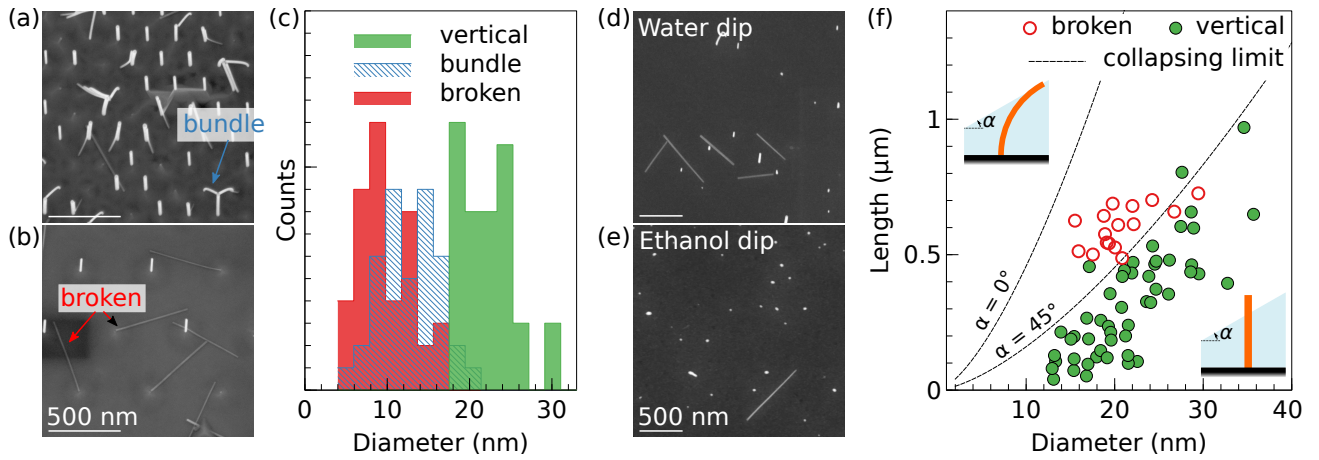 (a)
bundle
(b)
broken
500 nm
(c)
vertical
bundle
broken
Counts
0
10
20
30
Diameter (nm)
(d)
Water dip
(e)
Ethanol dip
500 nm
(f)
broken
vertical
collapsing limit
Length (μm)
1
0.5
0
α
α = 0°
α = 45°
α
10
20
30
40
Diameter (nm)